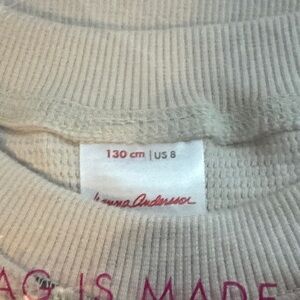 130 cm | US 8
Hanna Andersson
AG IS MADE